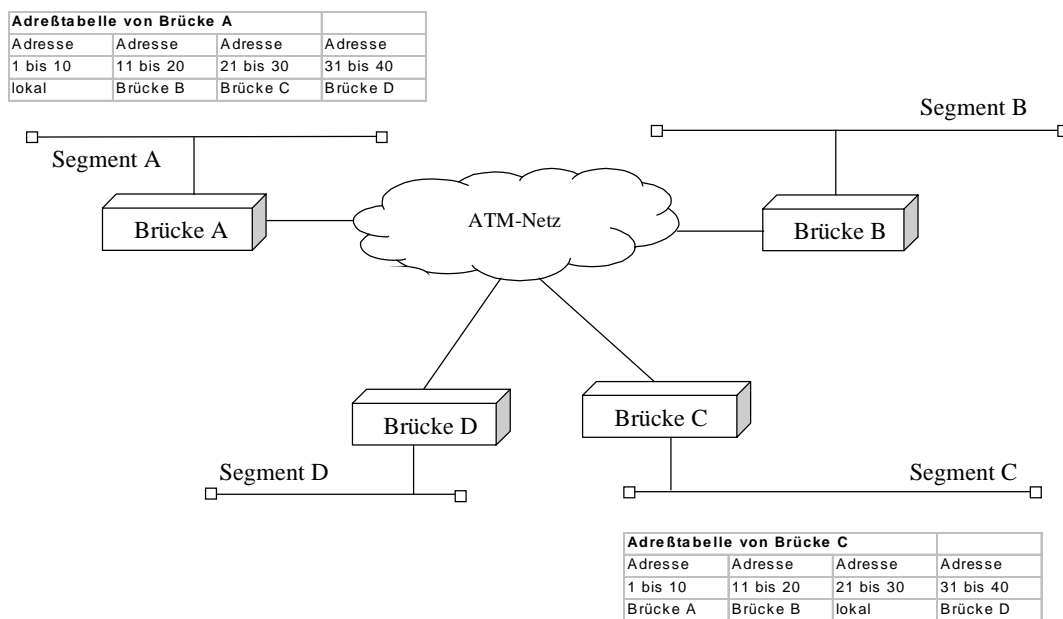 Adreßtabelle von Brücke A
Adresse Adresse Adresse Adresse
1 bis 10 11 bis 20 21 bis 30 31 bis 40
lokal Brücke B Brücke C Brücke D
Segment B
Segment A
ATM-Netz
Brücke A
Brücke B
Brücke D
Brücke C
Segment D
Segment C
Adreßtabelle von Brücke C
Adresse Adresse Adresse Adresse
1 bis 10 11 bis 20 21 bis 30 31 bis 40
Brücke A Brücke B lokal Brücke D